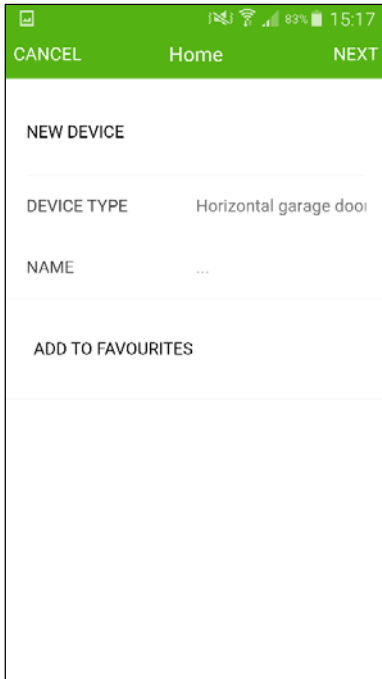 83% 15:17
CANCEL Home NEXT
NEW DEVICE
DEVICE TYPE Horizontal garage door
NAME ...
ADD TO FAVOURITES